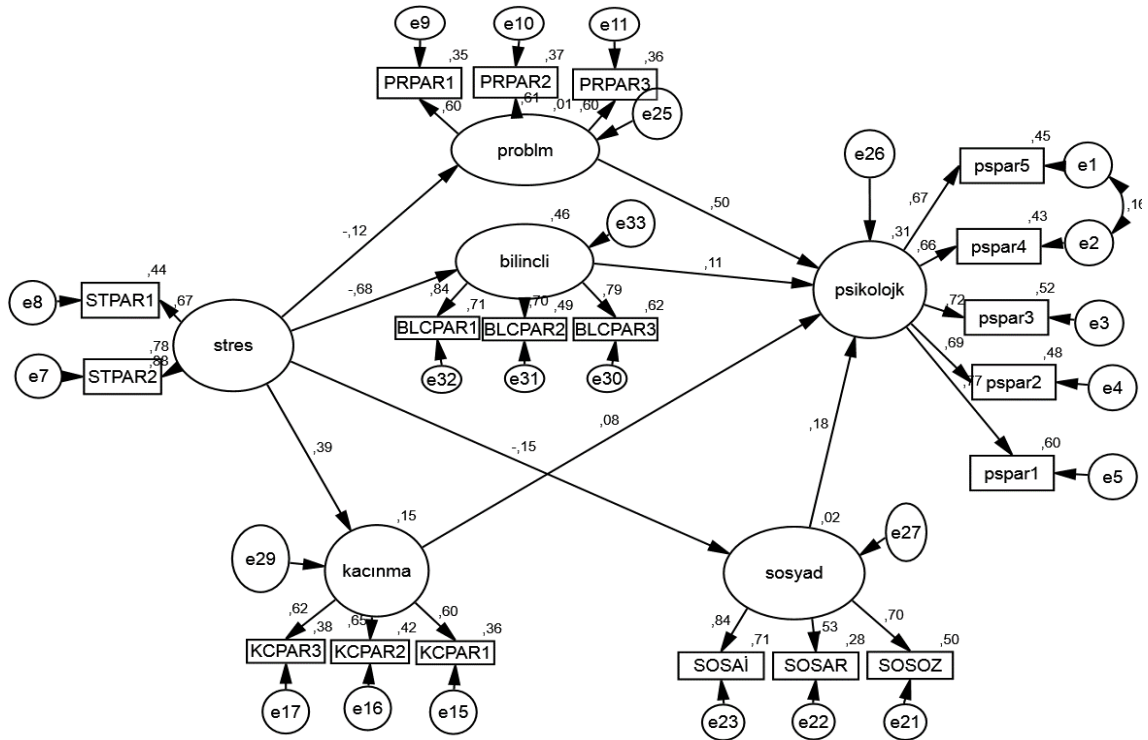 e9
e10
e11
,35
,37
,36
PRPAR1
PRPAR2
PRPAR3
,60
,61
,01
,60
e25
problm
e26
,45
pspar5
e1
,16
,67
,50
,46
e33
,31
,43
,66
pspar4
e2
-,12
bilincli
,11
psikolojk
,44
-,68
,84
,71
,70
,49
,79
,62
,72
,52
e8
STPAR1
,67
BLCPAR1
BLCPAR2
BLCPAR3
pspar3
e3
stres
,78
,88
,69
,48
e7
STPAR2
e32
e31
e30
,77
pspar2
e4
,08
,18
,39
-,15
,60
pspar1
e5
,15
,02
e27
e29
kacınma
sosyad
,62
,38
,65
,42
,60
,36
,84
,71
,53
,28
,70
,50
KCPAR3
KCPAR2
KCPAR1
SOSAİ
SOSAR
SOSOZ
e17
e16
e15
e23
e22
e21